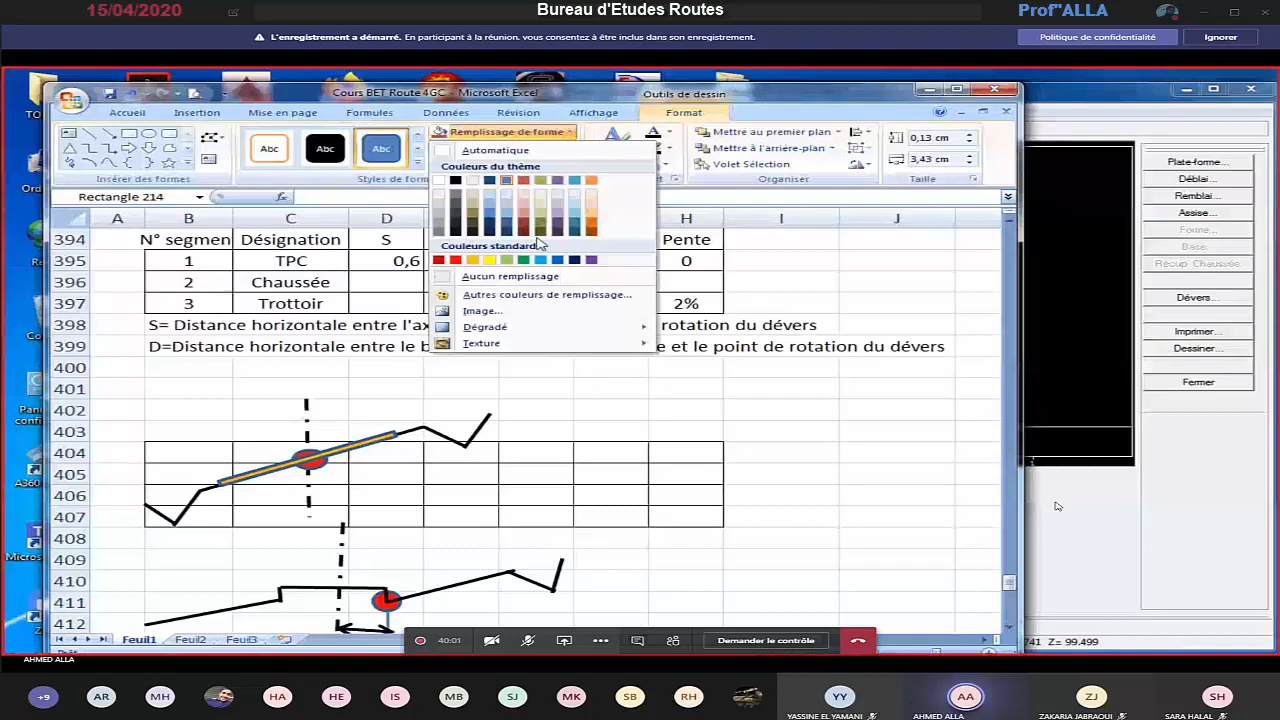 15/04/2020
Bureau d'Etudes Routes
Prof"ALLA
L'enregistrement a démarré. En participant à la réunion, vous consentez à être inclus dans son enregistrement.
Politique de confidentialité
Ignorer
Cours BET Route 4GC - Microsoft Excel
Outils de dessin
Accueil
Insertion
Mise en page
Formules
Données
Révision
Affichage
Format
Abc
Abc
Abc
Remplissage de forme
Mettre au premier plan
Mettre à l'arrière-plan
Volet Sélection
0,13 cm
3,43 cm
Insérer des formes
Styles de form
Organiser
Taille
Automatique
Couleurs du thème
Couleurs standard
Aucun remplissage
Autres couleurs de remplissage...
Image...
Dégradé
Texture
Rectangle 214
A B C D H I J
394 N° segmen Désignation S Pente
395 1 TPC 0,6 0
396 2 Chaussée
397 3 Trottoir 2%
398 S= Distance horizontale entre l'ax rotation du dévers
399 D=Distance horizontale entre le b e et le point de rotation du dévers
400
401
402
403
404
405
406
407
408
409
410
411
412
Feuil1
Feuil2
Feuil3
Plate-forme...
Déblai...
Remblai...
Assise...
Forme...
Base...
Récup Chaussée...
Dévers...
Imprimer...
Dessiner...
Fermer
741 Z= 99.499
TO
Ord
Re
Pann
confi
A360
Micros
40:01
Demander le contrôle
AHMED ALLA
+9
AR
MH
HA
HE
IS
MB
SJ
MK
SB
RH
YY
AA
ZJ
SH
YASSINE EL YAMANI
AHMED ALLA
ZAKARIA JABRAOUI
SARA HALAL